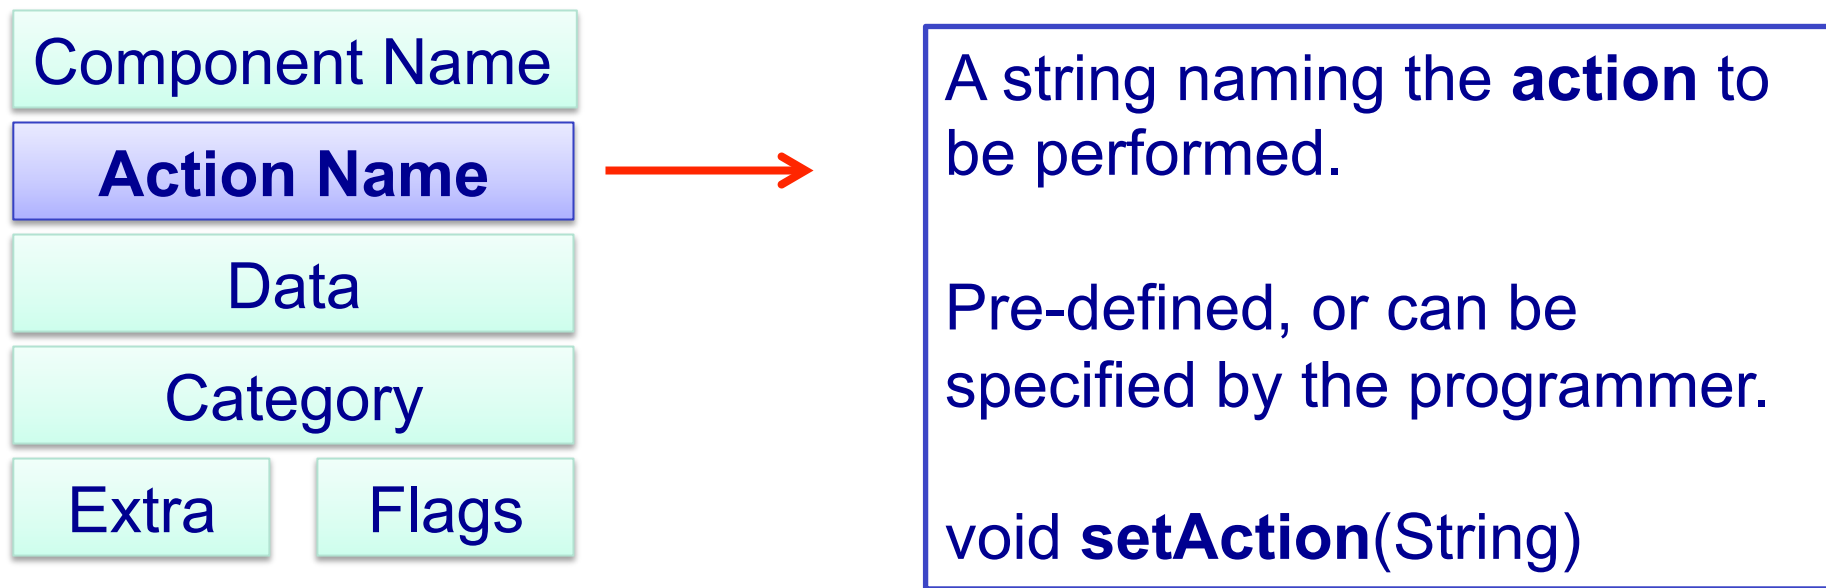 Component Name
Action Name
Data
Category
Extra
Flags
A string naming the action to
be performed.
Pre-defined, or can be
specified by the programmer.
void setAction(String)